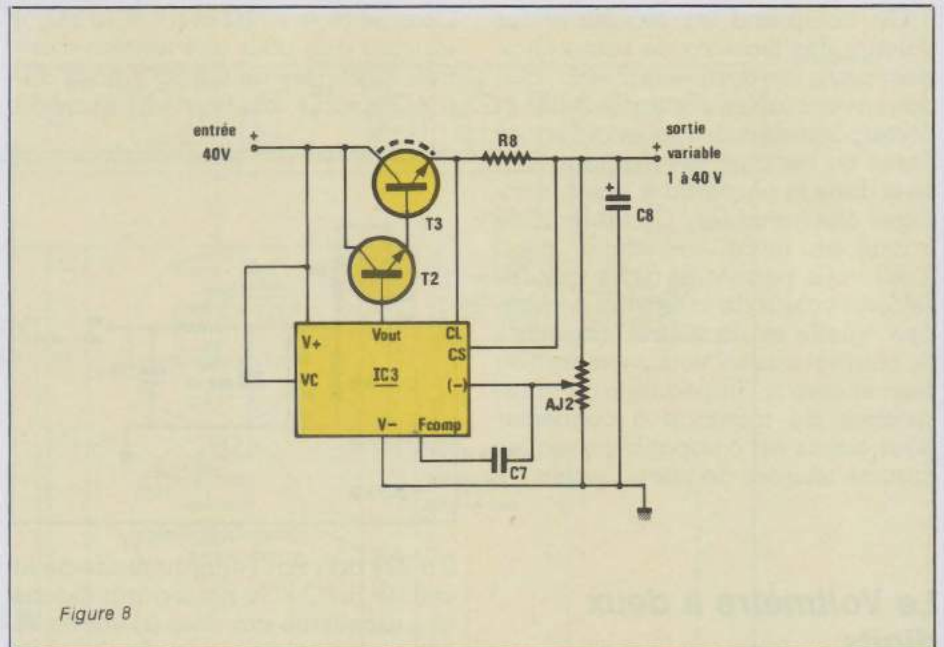 entrée
+
40V
R8
sortie
+
variable
1 à 40 V
+
C8
T3
T2
V+
Vout
CL
CS
VC
IC3
(-)
AJ2
V-
Fcomp
C7
Figure 8